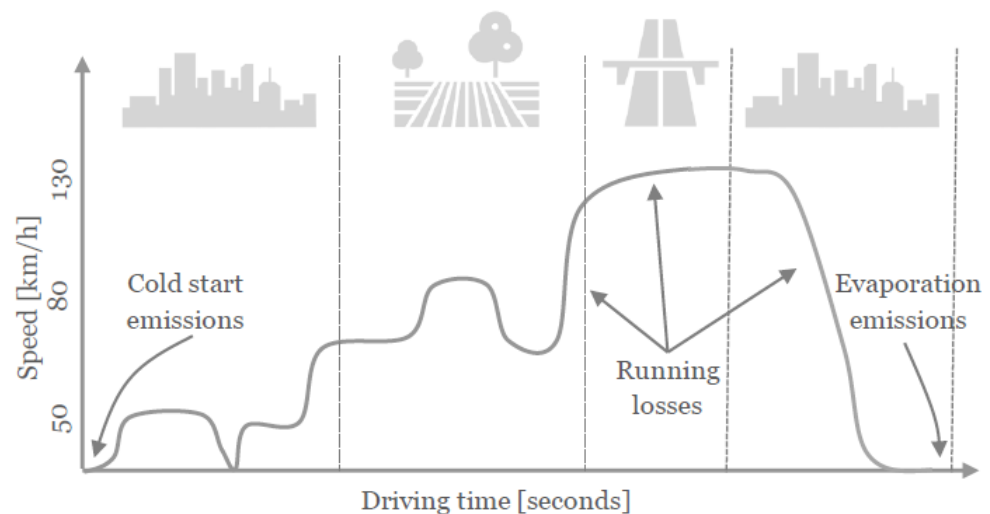 Speed [km/h]
130
80
50
Cold start
emissions
Running
losses
Evaporation
emissions
Driving time [seconds]